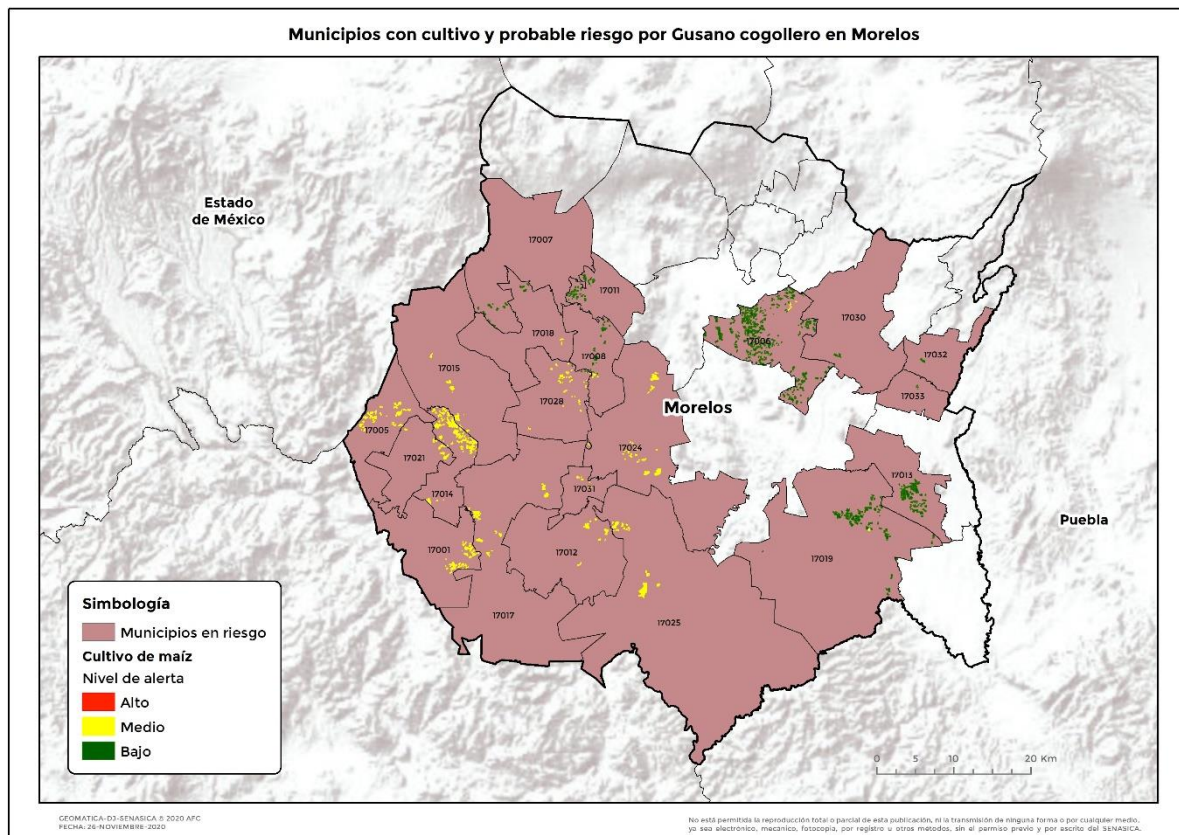 Municipios con cultivo y probable riesgo por Gusano cogollero en Morelos
Estado
de México
17007
17011
17018
17008
17006
17030
17032
17033
17015
17028
Morelos
17005
17021
17024
17013
17014
17031
Puebla
17001
17012
17019
17017
17025
Simbología
Municipios en riesgo
Cultivo de maíz
Nivel de alerta
Alto
Medio
Bajo
0 5 10 20 Km
GEOMATICA-DJ-SENASICA © 2020 AFC
FECHA: 26-NOVIEMBRE-2020
No está permitida la reproducción total o parcial de esta publicación, ni la transmisión de ninguna forma o por cualquier medio,
ya sea electrónico, mecánico, fotocopia, por registro u otros métodos, sin el permiso previo y por escrito del SENASICA.